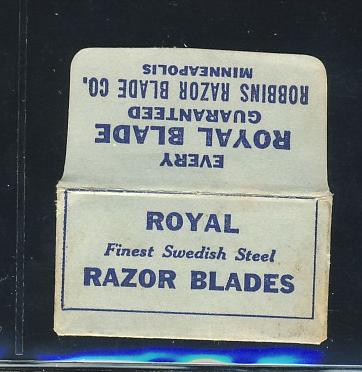 EVERY
ROYAL BLADE
GUARANTEED
ROBBINS RAZOR BLADE CO.
MINNEAPOLIS
ROYAL
Finest Swedish Steel
RAZOR BLADES